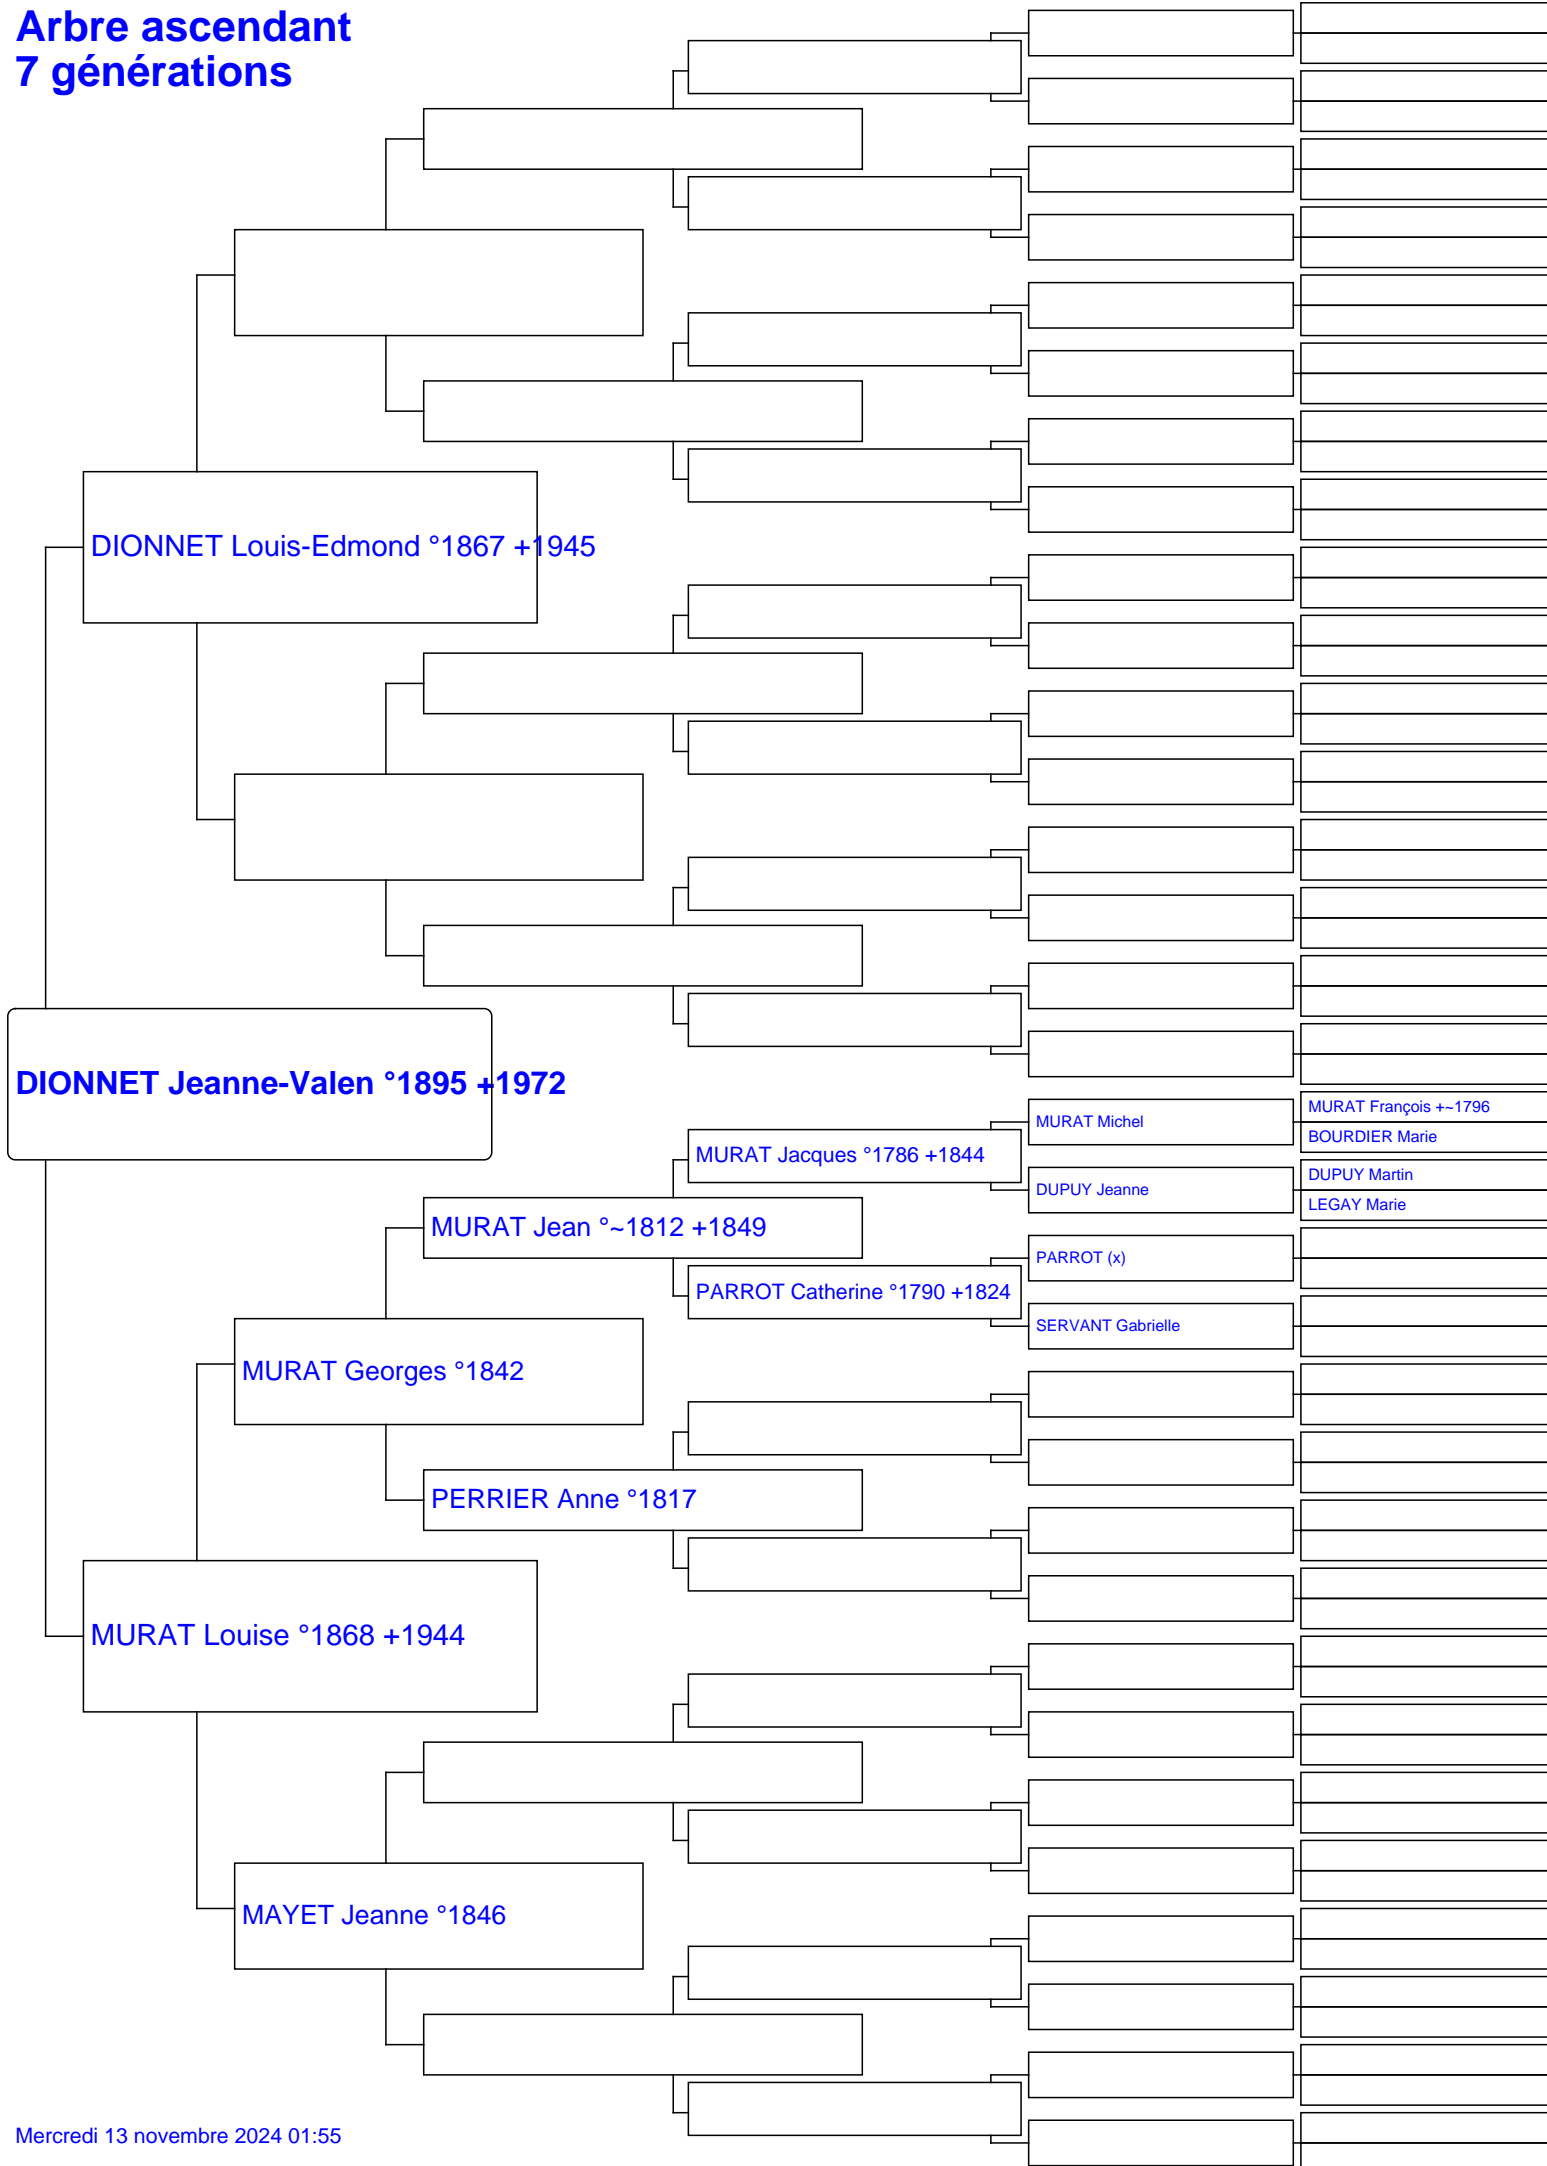 Arbre ascendant
7 générations
DIONNET Louis-Edmond °1867 +1945
DIONNET Jeanne-Valen °1895 +1972
MURAT Michel
MURAT François +~1796
BOURDIER Marie
MURAT Jacques °1786 +1844
DUPUY Jeanne
DUPUY Martin
LEGAY Marie
MURAT Jean °~1812 +1849
PARROT (x)
PARROT Catherine °1790 +1824
SERVANT Gabrielle
MURAT Georges °1842
PERRIER Anne °1817
MURAT Louise °1868 +1944
MAYET Jeanne °1846
Mercredi 13 novembre 2024 01:55